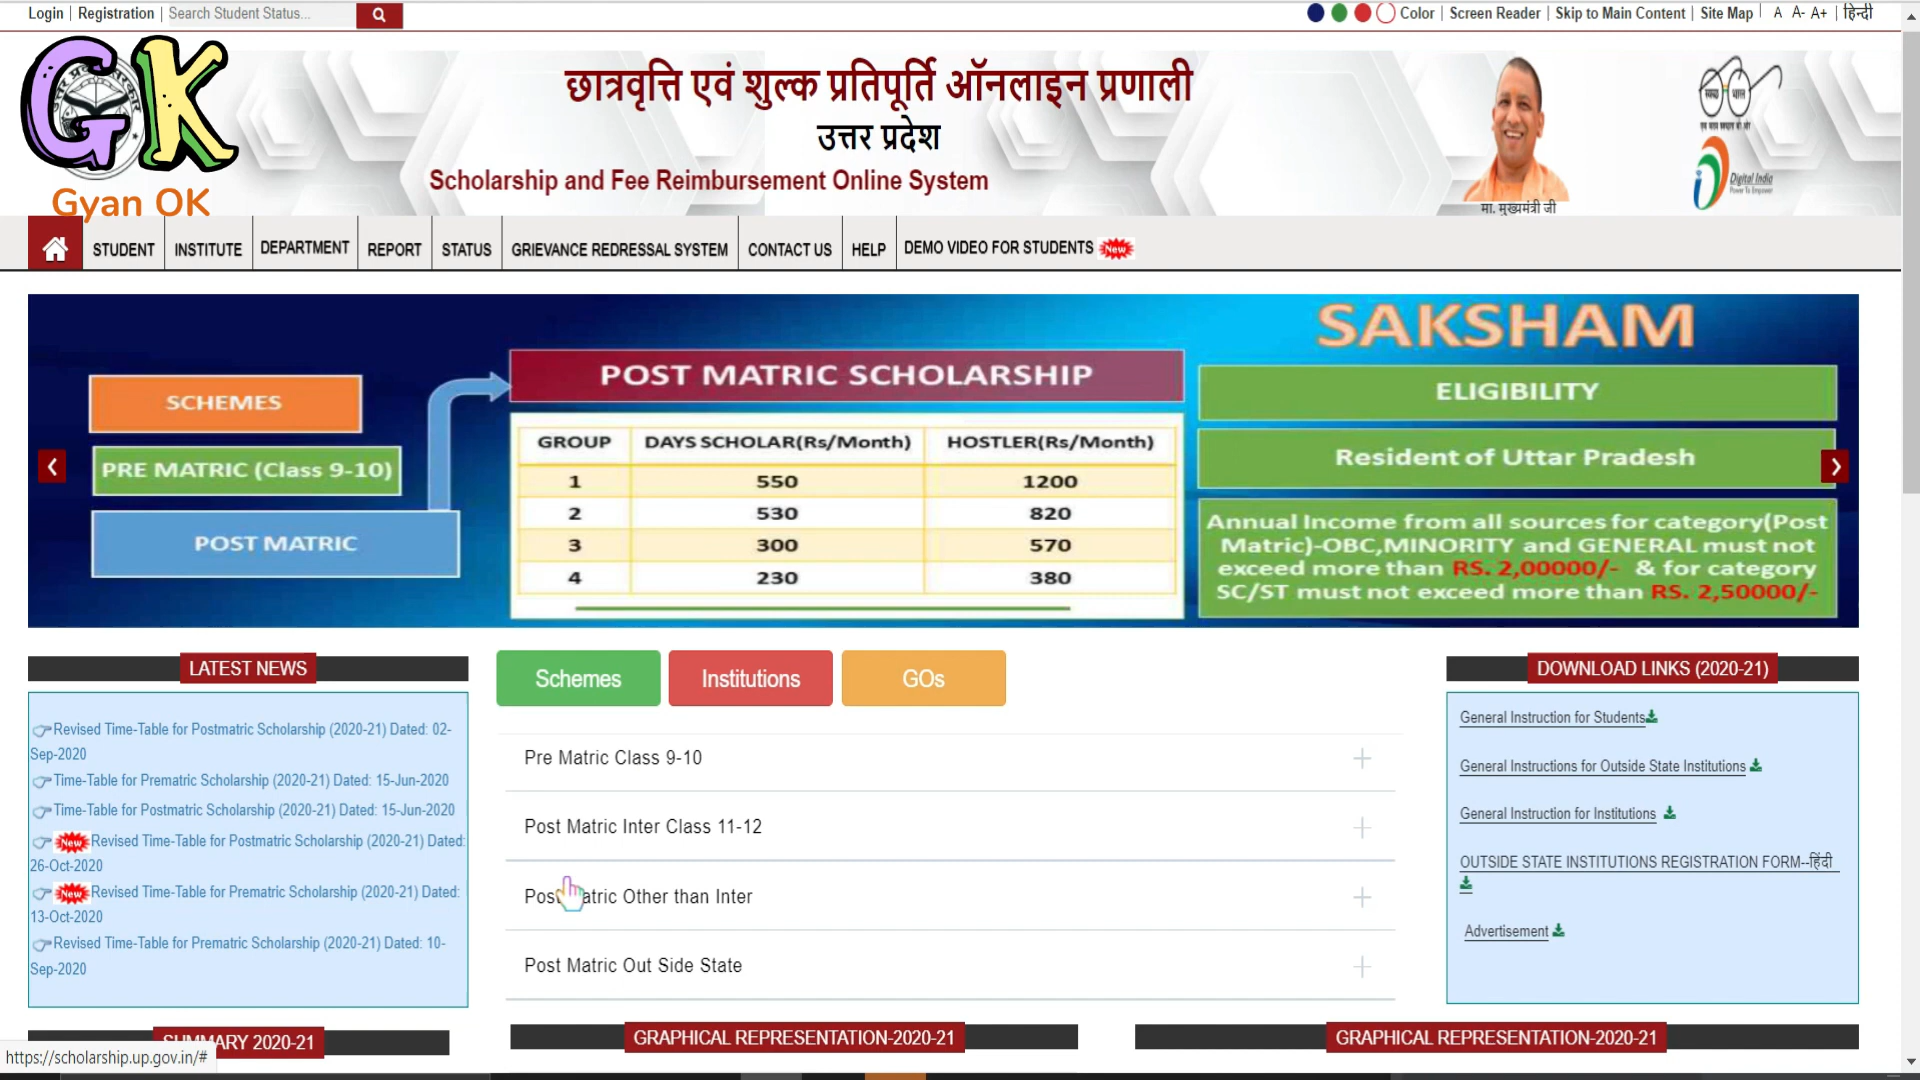 Login | Registration | Search Student Status...
Color | Screen Reader | Skip to Main Content | Site Map | A A- A+ | हिन्दी
GK
Gyan OK
छात्रवृत्ति एवं शुल्क प्रतिपूर्ति ऑनलाइन प्रणाली
उत्तर प्रदेश
Scholarship and Fee Reimbursement Online System
मा. मुख्यमंत्री जी
Digital India
Power To Empower
STUDENT INSTITUTE DEPARTMENT REPORT STATUS GRIEVANCE REDRESSAL SYSTEM CONTACT US HELP DEMO VIDEO FOR STUDENTS New
SAKSHAM
SCHEMES
PRE MATRIC (Class 9-10)
POST MATRIC
POST MATRIC SCHOLARSHIP
GROUP DAYS SCHOLAR(Rs/Month) HOSTLER(Rs/Month)
1 550 1200
2 530 820
3 300 570
4 230 380
ELIGIBILITY
Resident of Uttar Pradesh
Annual Income from all sources for category(Post
Matric)-OBC,MINORITY and GENERAL must not
exceed more than RS. 2,00000/- & for category
SC/ST must not exceed more than RS. 2,50000/-
LATEST NEWS
Revised Time-Table for Postmatric Scholarship (2020-21) Dated: 02-
Sep-2020
Time-Table for Prematric Scholarship (2020-21) Dated: 15-Jun-2020
Time-Table for Postmatric Scholarship (2020-21) Dated: 15-Jun-2020
New Revised Time-Table for Postmatric Scholarship (2020-21) Dated:
26-Oct-2020
New Revised Time-Table for Prematric Scholarship (2020-21) Dated:
13-Oct-2020
Revised Time-Table for Prematric Scholarship (2020-21) Dated: 10-
Sep-2020
Schemes Institutions GOs
Pre Matric Class 9-10
Post Matric Inter Class 11-12
Post Matric Other than Inter
Post Matric Out Side State
DOWNLOAD LINKS (2020-21)
General Instruction for Students
General Instructions for Outside State Institutions
General Instruction for Institutions
OUTSIDE STATE INSTITUTIONS REGISTRATION FORM--हिंदी
Advertisement
SUMMARY 2020-21
GRAPHICAL REPRESENTATION-2020-21
GRAPHICAL REPRESENTATION-2020-21
https://scholarship.up.gov.in/#